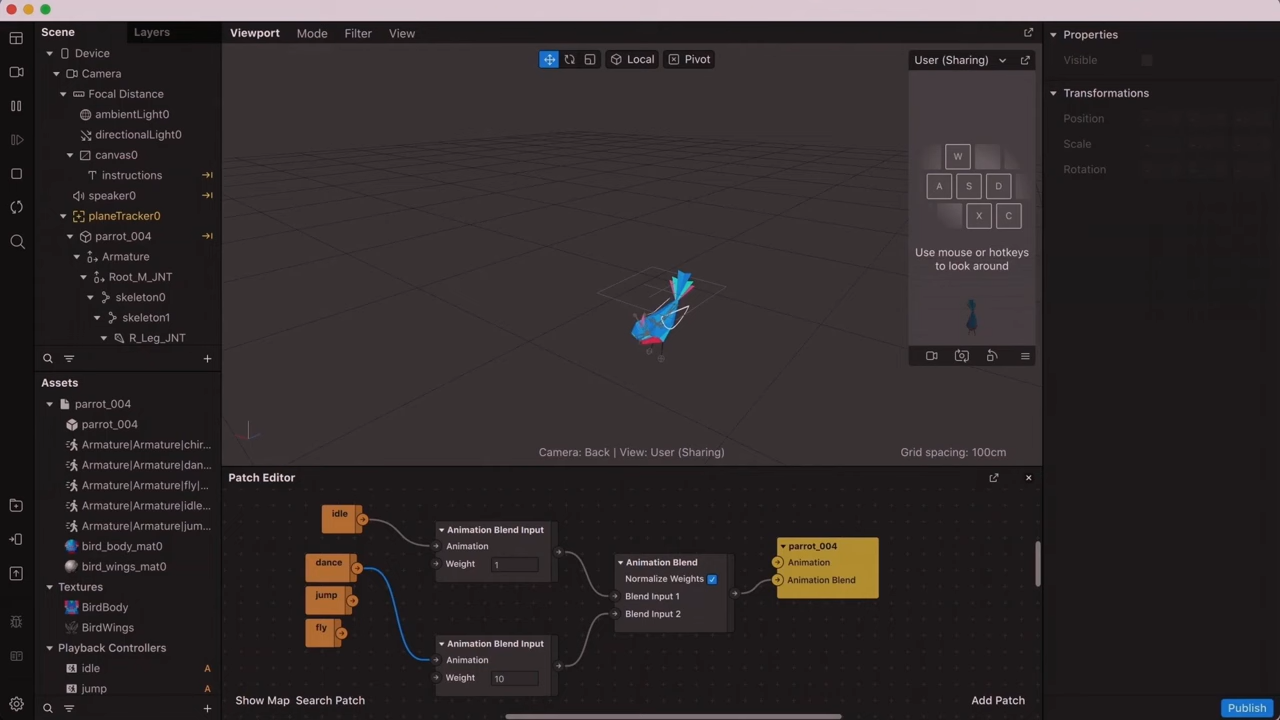 Scene
Layers
Device
Camera
Focal Distance
ambientLight0
directionalLight0
canvas0
instructions
speaker0
planeTracker0
parrot_004
Armature
Root_M_JNT
skeleton0
skeleton1
R_Leg_JNT
Assets
parrot_004
parrot_004
Armature|Armature|chir...
Armature|Armature|dan...
Armature|Armature|fly|...
Armature|Armature|idle...
Armature|Armature|jum...
bird_body_mat0
bird_wings_mat0
Textures
BirdBody
BirdWings
Playback Controllers
idle A
jump A
Viewport Mode Filter View
Local Pivot
User (Sharing)
W
A S D
X C
Use mouse or hotkeys
to look around
Camera: Back | View: User (Sharing)
Grid spacing: 100cm
Patch Editor
idle
dance
jump
fly
Animation Blend Input
Animation
Weight 1
Animation Blend Input
Animation
Weight 10
Animation Blend
Normalize Weights
Blend Input 1
Blend Input 2
parrot_004
Animation
Animation Blend
Show Map Search Patch
Add Patch
Properties
Visible
Transformations
Position
Scale
Rotation
Publish